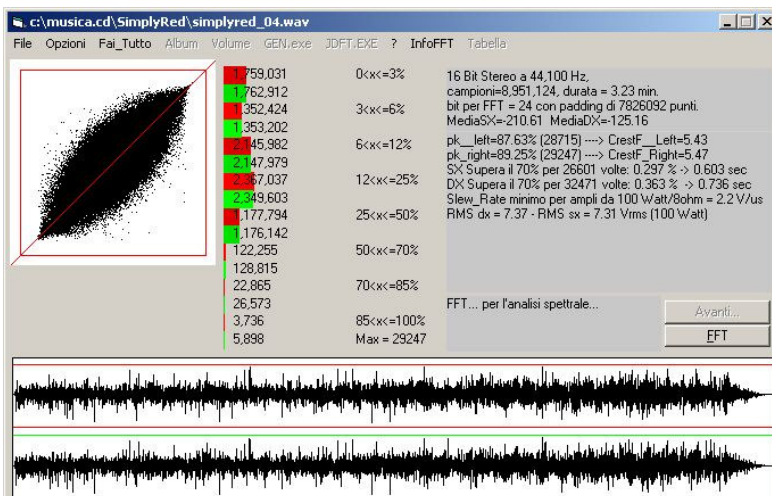 c:\musica.cd\SimplyRed\simplyred_04.wav
File Opzioni Fai_Tutto Album Volume GEN.exe JDFT.EXE ? InfoFFT Tabella
1,759,031 0<x<=3%
1,762,912
1,352,424 3<x<=6%
1,353,202
2,145,982 6<x<=12%
2,147,979
2,367,037 12<x<=25%
2,349,603
1,177,794 25<x<=50%
1,176,142
122,255 50<x<=70%
128,815
22,865 70<x<=85%
26,573
3,736 85<x<=100%
5,898 Max = 29247
16 Bit Stereo a 44,100 Hz,
campioni=8,951,124, durata = 3.23 min.
bit per FFT = 24 con padding di 7826092 punti.
MediaSX=-210.61 MediaDX=-125.16
pk__left=87.63% (28715) ----> CrestF__Left=5.43
pk_right=89.25% (29247) ----> CrestF_Right=5.47
SX Supera il 70% per 26601 volte: 0.297 % -> 0.603 sec
DX Supera il 70% per 32471 volte: 0.363 % -> 0.736 sec
Slew_Rate minimo per ampli da 100 Watt/8ohm = 2.2 V/us
RMS dx = 7.37 - RMS sx = 7.31 Vrms (100 Watt)
FFT... per l'analisi spettrale...
Avanti...
FFT